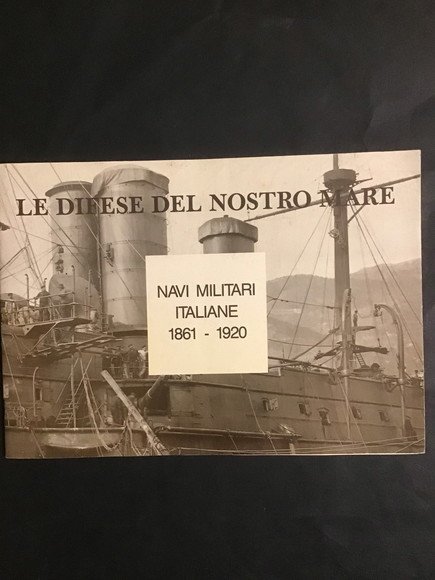 LE DIFESE DEL NOSTRO MARE
NAVI MILITARI
ITALIANE
1861 - 1920